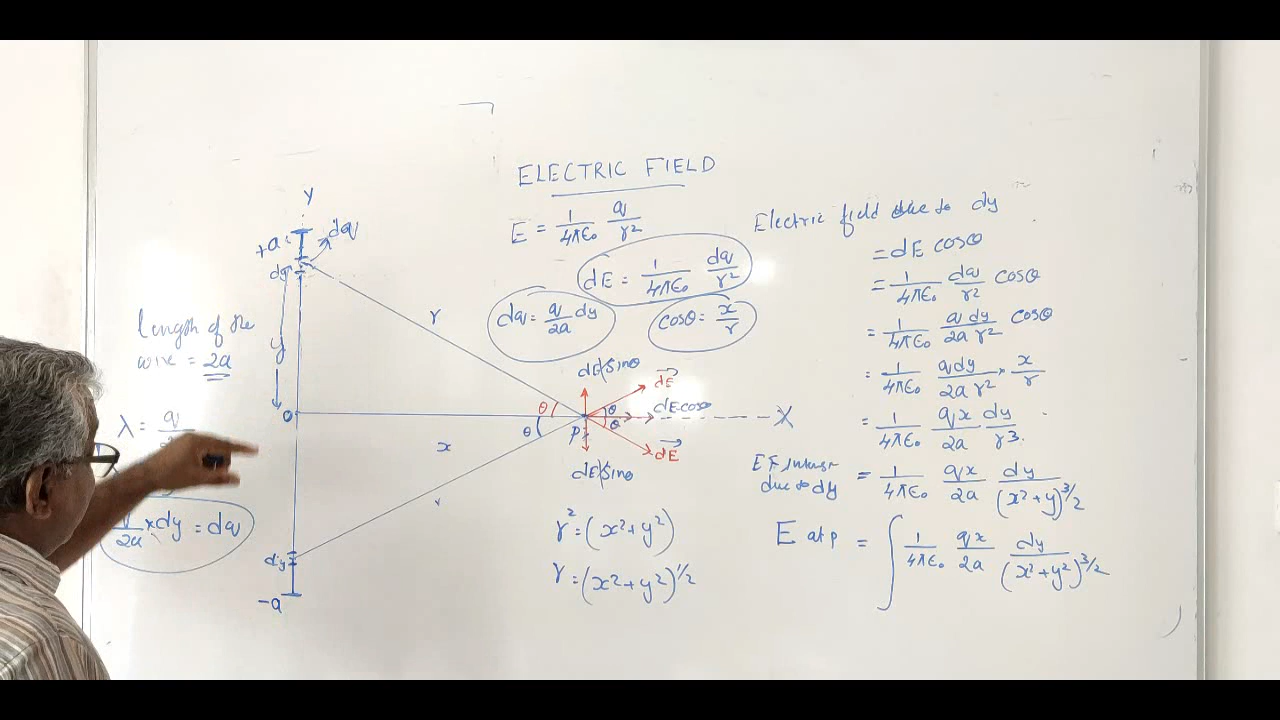 ELECTRIC FIELD
E = 1/4πε₀ q/r²
dE = 1/4πε₀ dq/r²
dq = q/2a dy
cosθ = x/r
Y
+a
dq
dy
y
r
length of the
wire = 2a
λ = q
q/2a × dy = dq
0
x
θ
θ
P
dE sinθ
dE
θ
dE cosθ
θ
X
dE
dE sinθ
r
dy
-a
r² = (x²+y²)
r = (x²+y²)^1/2
Electric field due to dy
= dE cosθ
= 1/4πε₀ dq/r² cosθ
= 1/4πε₀ q dy/2a r² cosθ
= 1/4πε₀ q dy/2a r² × x/r
= 1/4πε₀ qx/2a dy/r³.
due to dy = 1/4πε₀ qx/2a dy/(x²+y)^3/2
E at p = ∫ 1/4πε₀ qx/2a dy/(x²+y²)^3/2